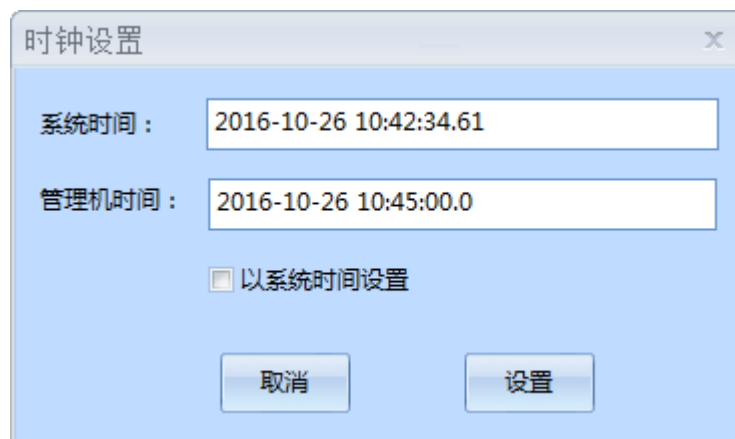 时钟设置
系统时间： 2016-10-26 10:42:34.61
管理机时间： 2016-10-26 10:45:00.0
以系统时间设置
取消 设置